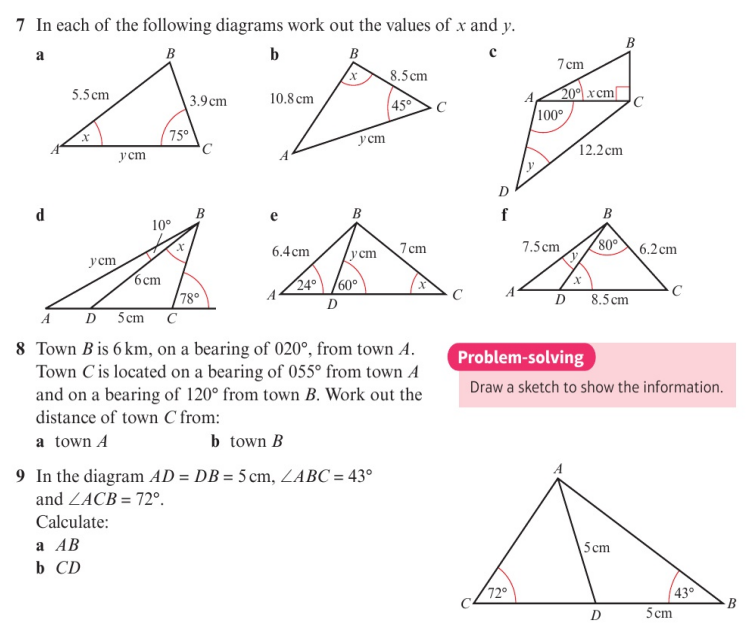 7 In each of the following diagrams work out the values of x and y.
a
B
5.5 cm
3.9 cm
x
75°
A
y cm
C
b
B
x
8.5 cm
10.8 cm
45°
C
y cm
A
c
B
7 cm
A
20°
x cm
C
100°
12.2 cm
y
D
d
10°
B
y cm
x
6 cm
78°
A
D
5 cm
C
e
B
6.4 cm
y cm
7 cm
A
24°
60°
x
C
D
f
B
7.5 cm
y
80°
6.2 cm
x
A
D
8.5 cm
C
8 Town B is 6 km, on a bearing of 020°, from town A.
Town C is located on a bearing of 055° from town A
and on a bearing of 120° from town B. Work out the
distance of town C from:
a town A b town B
Problem-solving
Draw a sketch to show the information.
9 In the diagram AD = DB = 5 cm, ∠ABC = 43°
and ∠ACB = 72°.
Calculate:
a AB
b CD
A
5 cm
72°
43°
C
D
5 cm
B